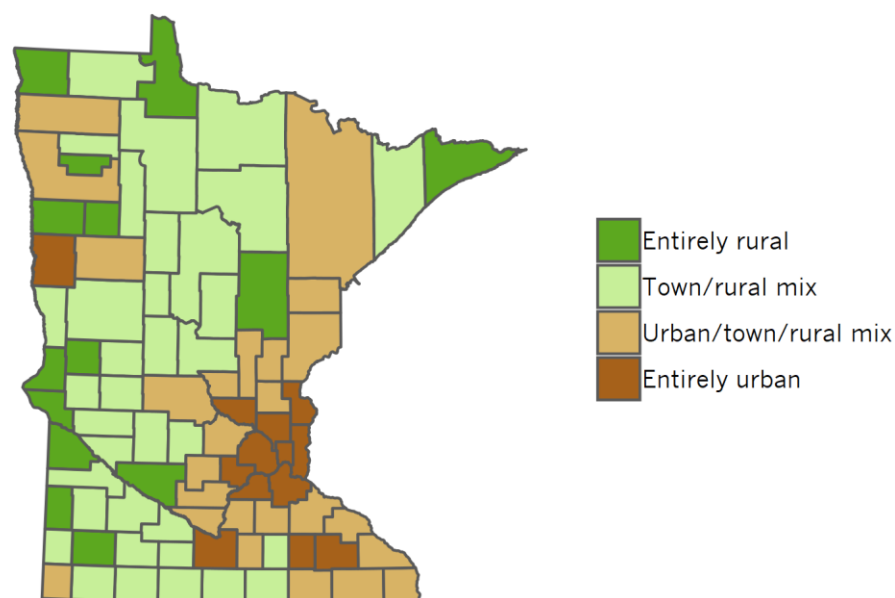 Entirely rural
Town/rural mix
Urban/town/rural mix
Entirely urban